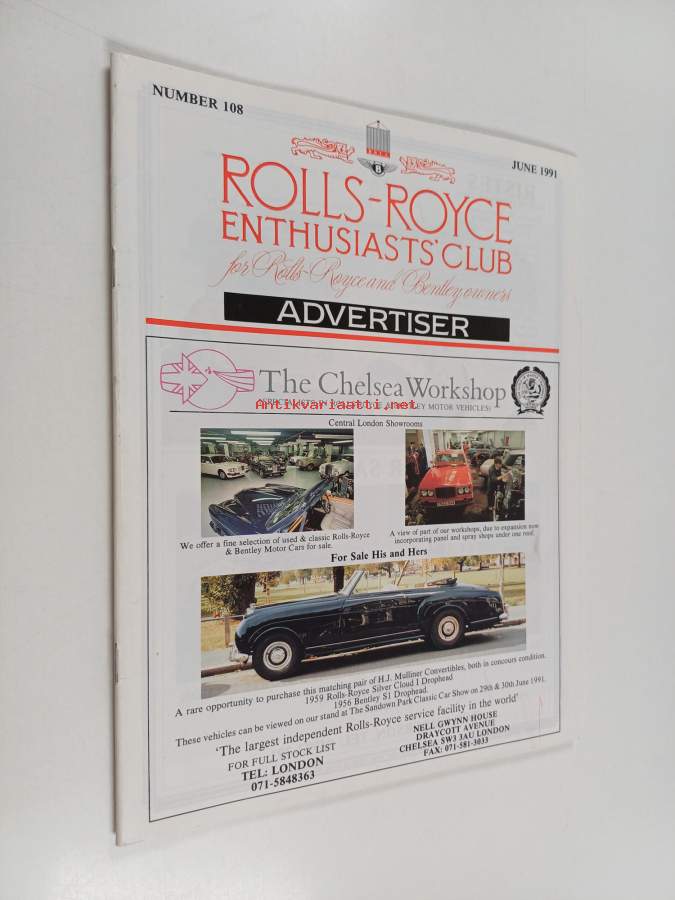 NUMBER 108
JUNE 1991
ROLLS-ROYCE
ENTHUSIASTS' CLUB
for Rolls-Royce and Bentley owners
ADVERTISER
The Chelsea Workshop
Antikvariaatti.net
MOTOR VEHICLES)
Central London Showrooms
We offer a fine selection of used & classic Rolls-Royce
& Bentley Motor Cars for sale.
A view of part of our workshops, due to expansion now
incorporating panel and spray shops under one roof.
For Sale His and Hers
A rare opportunity to purchase this matching pair of H.J. Mulliner Convertibles, both in concours condition.
1959 Rolls-Royce Silver Cloud I Drophead
1956 Bentley S1 Drophead.
These vehicles can be viewed on our stand at The Sandown Park Classic Car Show on 29th & 30th June 1991.
'The largest independent Rolls-Royce service facility in the world'
FOR FULL STOCK LIST
TEL: LONDON
071-5848363
NELL GWYNN HOUSE
DRAYCOTT AVENUE
CHELSEA SW3 3AU LONDON
FAX: 071-581-3033